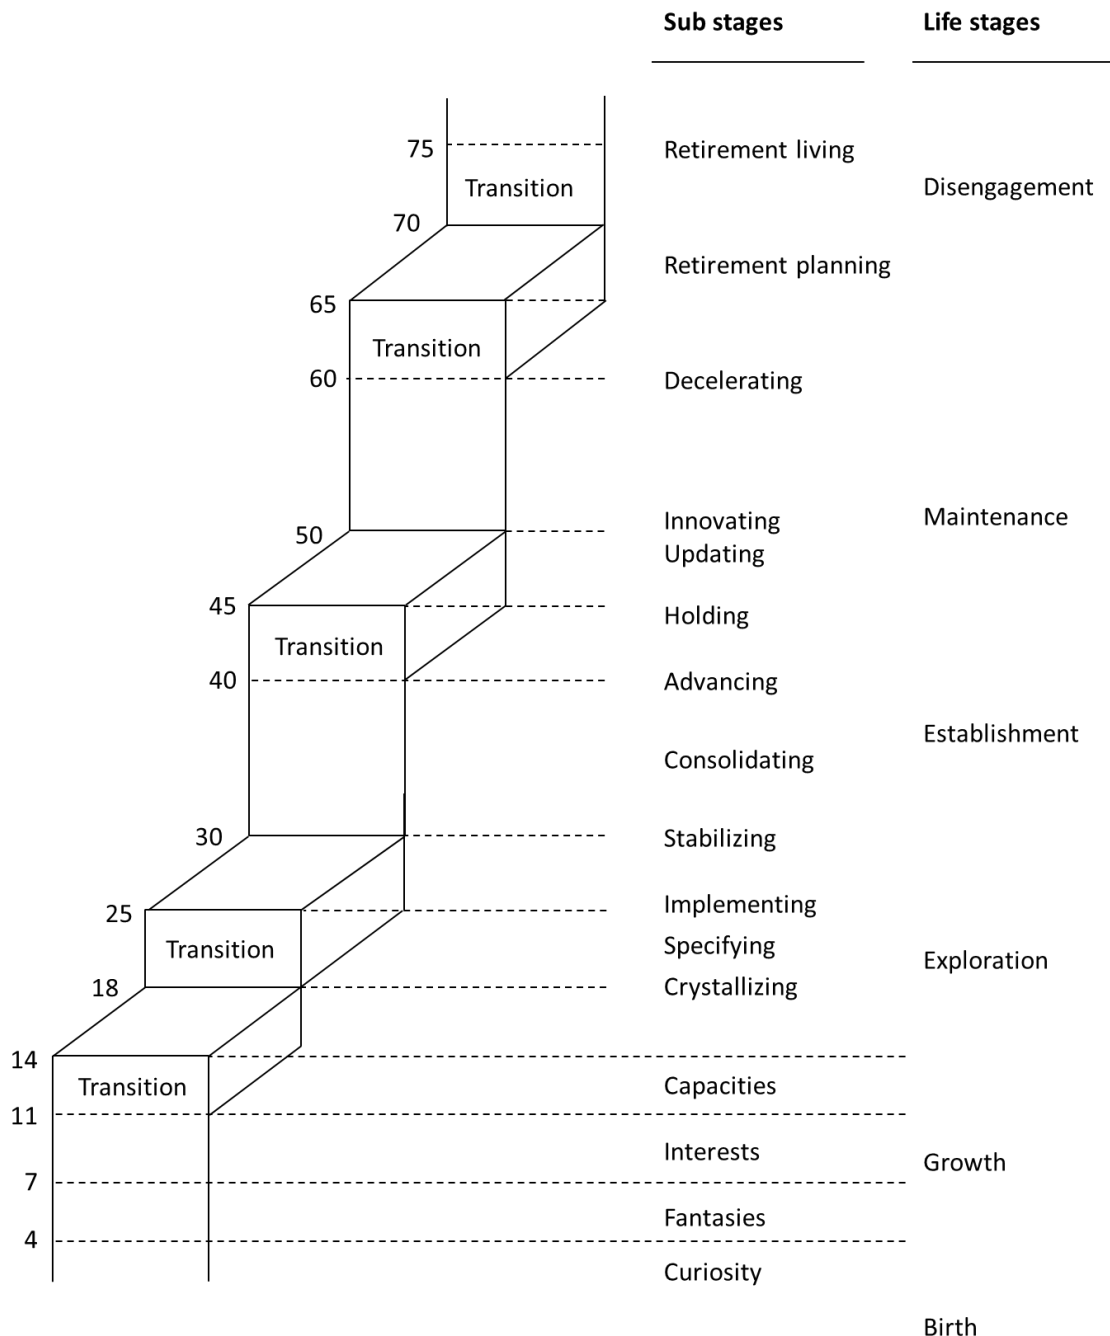 Sub stages Life stages
75 Retirement living
Transition Disengagement
70
Retirement planning
65
Transition
60 Decelerating
Innovating Maintenance
50
Updating
45 Holding
Transition
40 Advancing
Establishment
Consolidating
30 Stabilizing
25 Implementing
Transition Specifying
Exploration
18 Crystallizing
14
Transition Capacities
11
Interests Growth
7
Fantasies
4
Curiosity
Birth